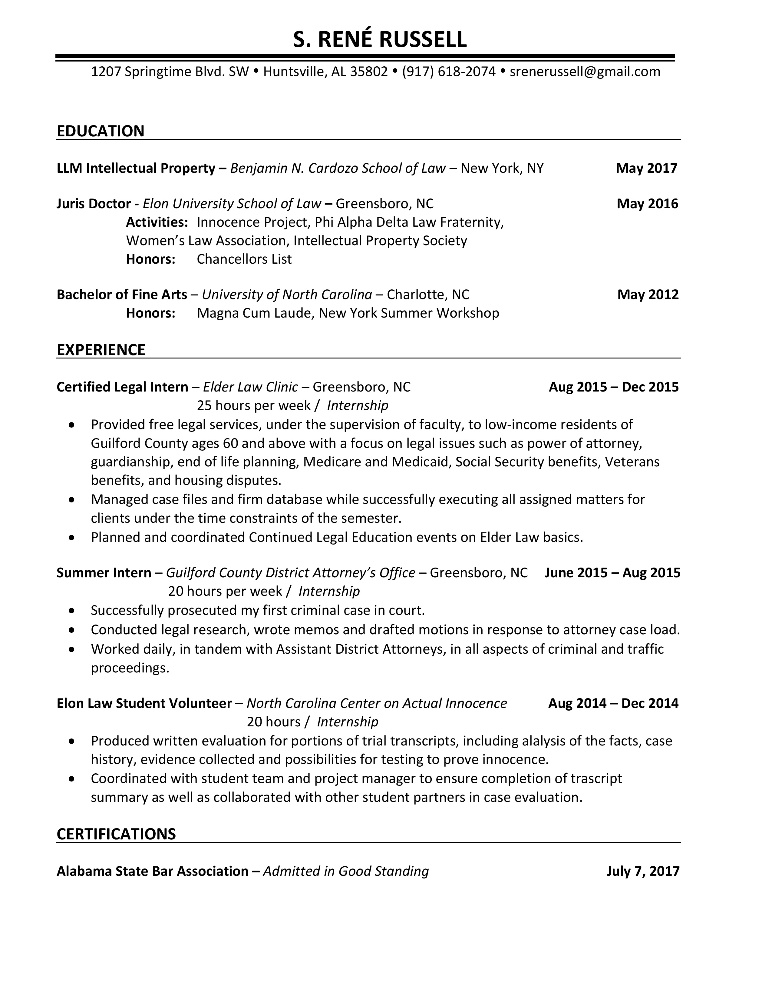 S. RENÉ RUSSELL
1207 Springtime Blvd. SW • Huntsville, AL 35802 • (917) 618-2074 • srenerussell@gmail.com
EDUCATION
LLM Intellectual Property – Benjamin N. Cardozo School of Law – New York, NY May 2017
Juris Doctor - Elon University School of Law – Greensboro, NC May 2016
Activities: Innocence Project, Phi Alpha Delta Law Fraternity,
Women’s Law Association, Intellectual Property Society
Honors: Chancellors List
Bachelor of Fine Arts – University of North Carolina – Charlotte, NC May 2012
Honors: Magna Cum Laude, New York Summer Workshop
EXPERIENCE
Certified Legal Intern – Elder Law Clinic – Greensboro, NC Aug 2015 – Dec 2015
25 hours per week / Internship
• Provided free legal services, under the supervision of faculty, to low-income residents of
Guilford County ages 60 and above with a focus on legal issues such as power of attorney,
guardianship, end of life planning, Medicare and Medicaid, Social Security benefits, Veterans
benefits, and housing disputes.
• Managed case files and firm database while successfully executing all assigned matters for
clients under the time constraints of the semester.
• Planned and coordinated Continued Legal Education events on Elder Law basics.
Summer Intern – Guilford County District Attorney’s Office – Greensboro, NC June 2015 – Aug 2015
20 hours per week / Internship
• Successfully prosecuted my first criminal case in court.
• Conducted legal research, wrote memos and drafted motions in response to attorney case load.
• Worked daily, in tandem with Assistant District Attorneys, in all aspects of criminal and traffic
proceedings.
Elon Law Student Volunteer – North Carolina Center on Actual Innocence Aug 2014 – Dec 2014
20 hours / Internship
• Produced written evaluation for portions of trial transcripts, including alalysis of the facts, case
history, evidence collected and possibilities for testing to prove innocence.
• Coordinated with student team and project manager to ensure completion of trascript
summary as well as collaborated with other student partners in case evaluation.
CERTIFICATIONS
Alabama State Bar Association – Admitted in Good Standing July 7, 2017